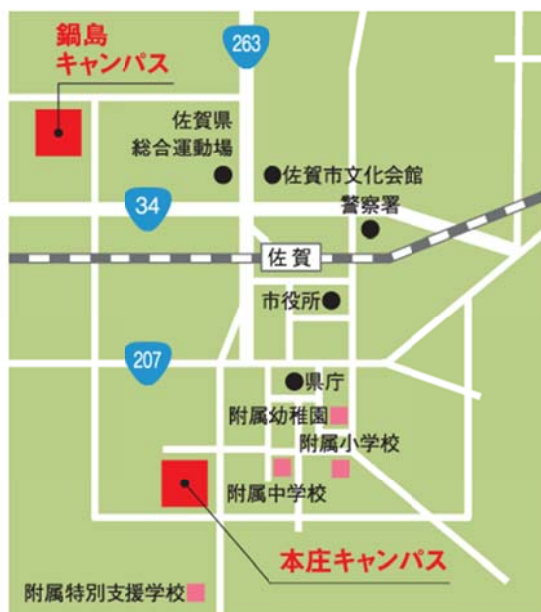 鍋島
キャンパス
263
佐賀県
総合運動場
佐賀市文化会館
34
警察署
佐賀
市役所
207
県庁
附属幼稚園
附属小学校
附属中学校
本庄キャンパス
附属特別支援学校